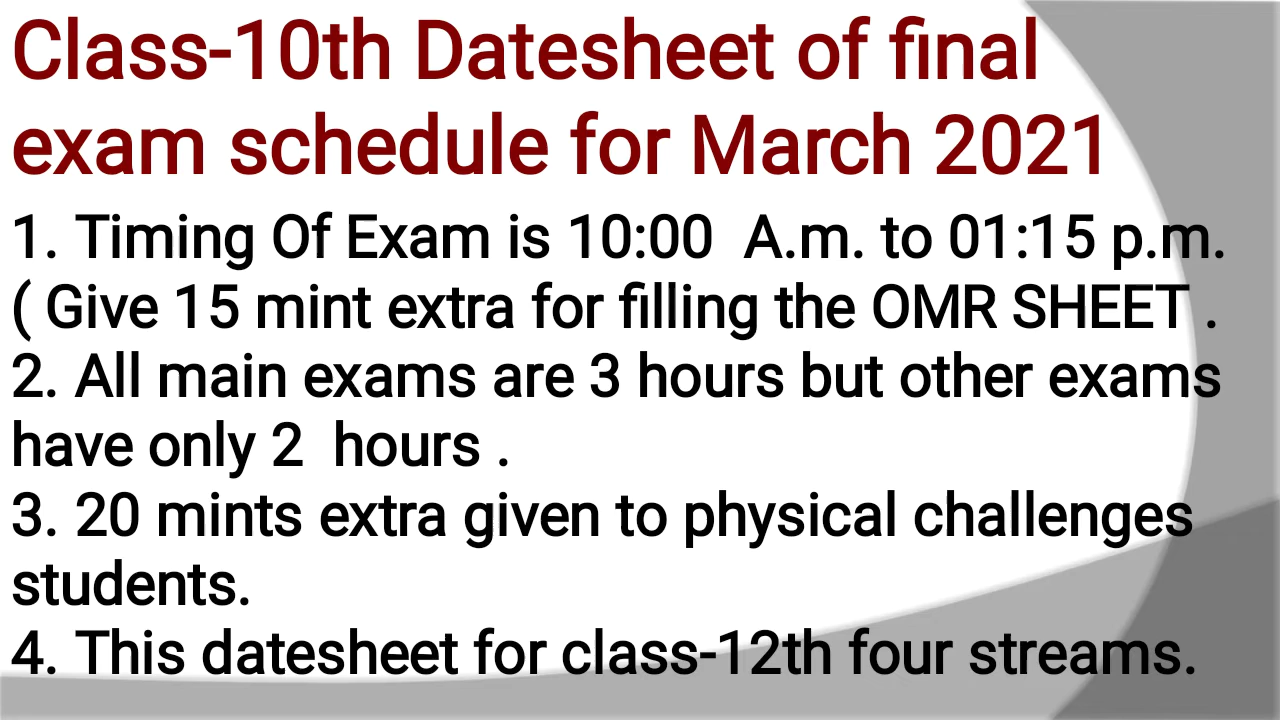 Class-10th Datesheet of final
exam schedule for March 2021
1. Timing Of Exam is 10:00  A.m. to 01:15 p.m.
( Give 15 mint extra for filling the OMR SHEET .
2. All main exams are 3 hours but other exams
have only 2  hours .
3. 20 mints extra given to physical challenges
students.
4. This datesheet for class-12th four streams.